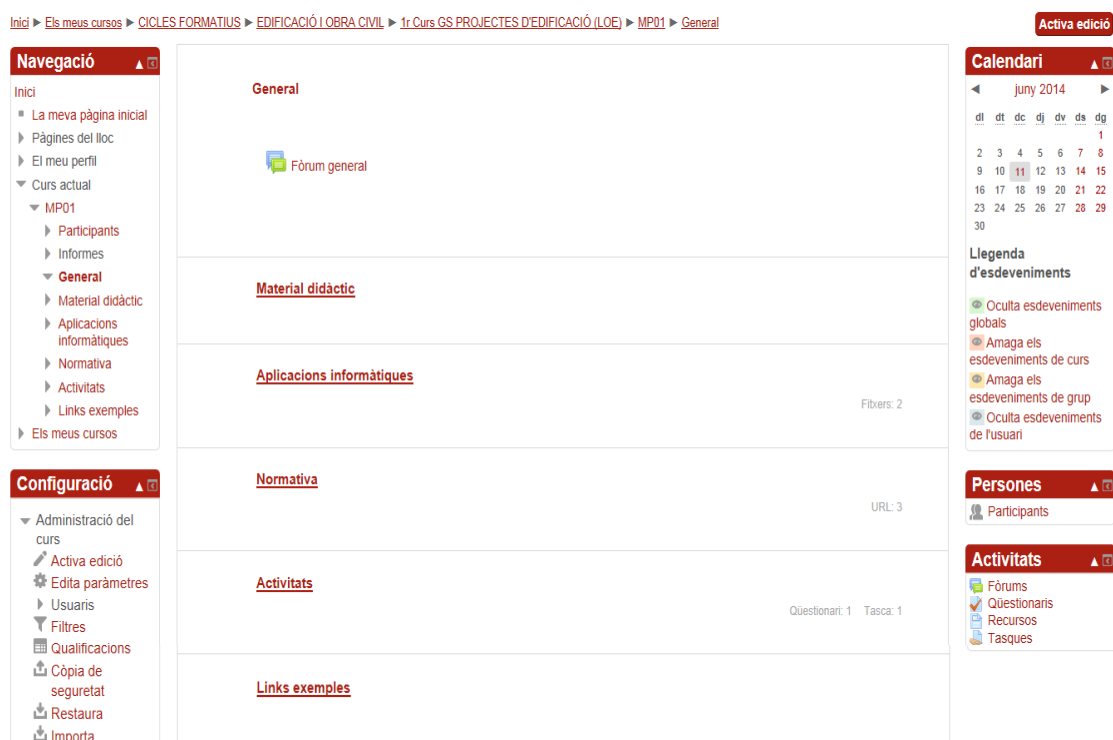 Inici ▶ Els meus cursos ▶ CICLES FORMATIUS ▶ EDIFICACIÓ I OBRA CIVIL ▶ 1r Curs GS PROJECTES D'EDIFICACIÓ (LOE) ▶ MP01 ▶ General
Activa edició
Navegació
Inici
La meva pàgina inicial
Pàgines del lloc
El meu perfil
Curs actual
MP01
Participants
Informes
General
Material didàctic
Aplicacions
informàtiques
Normativa
Activitats
Links exemples
Els meus cursos
Configuració
Administració del
curs
Activa edició
Edita paràmetres
Usuaris
Filtres
Qualificacions
Còpia de
seguretat
Restaura
Importa
General
Fòrum general
Material didàctic
Aplicacions informàtiques
Fitxers: 2
Normativa
URL: 3
Activitats
Qüestionari: 1 Tasca: 1
Links exemples
Calendari
◀ juny 2014 ▶
dl dt dc dj dv ds dg
1
2 3 4 5 6 7 8
9 10 11 12 13 14 15
16 17 18 19 20 21 22
23 24 25 26 27 28 29
30
Llegenda
d'esdeveniments
Oculta esdeveniments
globals
Amaga els
esdeveniments de curs
Amaga els
esdeveniments de grup
Oculta esdeveniments
de l'usuari
Persones
Participants
Activitats
Fòrums
Qüestionaris
Recursos
Tasques